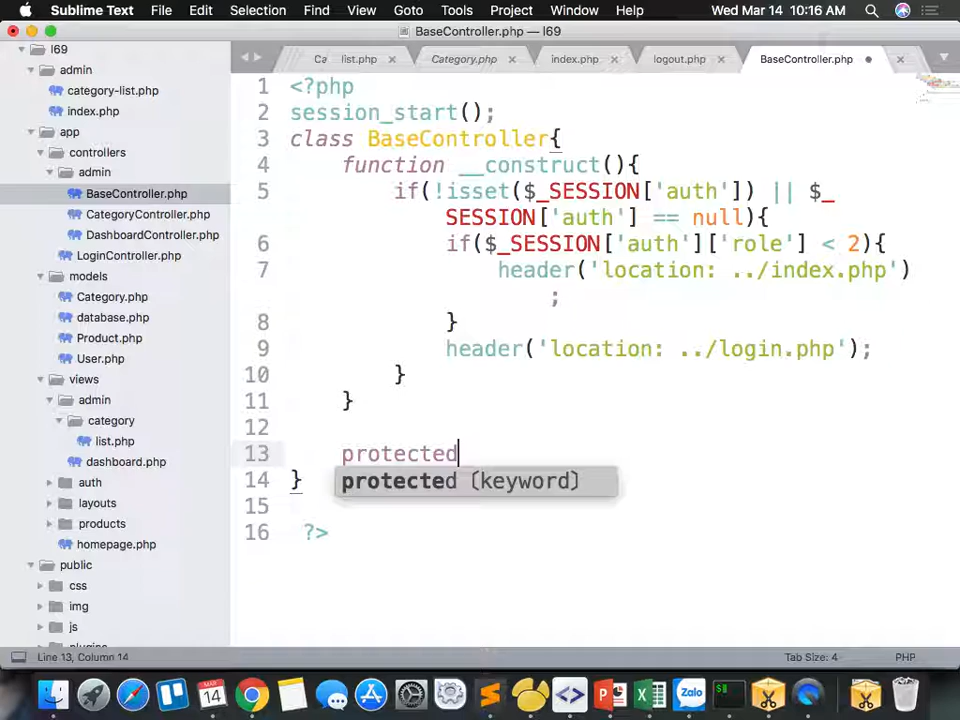 Sublime Text File Edit Selection Find View Goto Tools Project Window Help Wed Mar 14 10:16 AM
BaseController.php — l69
l69
admin
category-list.php
index.php
app
controllers
admin
BaseController.php
CategoryController.php
DashboardController.php
LoginController.php
models
Category.php
database.php
Product.php
User.php
views
admin
category
list.php
dashboard.php
auth
layouts
products
homepage.php
public
css
img
js
Ca list.php Category.php index.php logout.php BaseController.php
1 <?php
2 session_start();
3 class BaseController{
4 function __construct(){
5 if(!isset($_SESSION['auth']) || $_
SESSION['auth'] == null){
6 if($_SESSION['auth']['role'] < 2){
7 header('location: ../index.php')
;
8 }
9 header('location: ../login.php');
10 }
11 }
12
13 protected
protected (keyword)
14 }
15
16 ?>
Line 13, Column 14 Tab Size: 4 PHP
14
Zalo